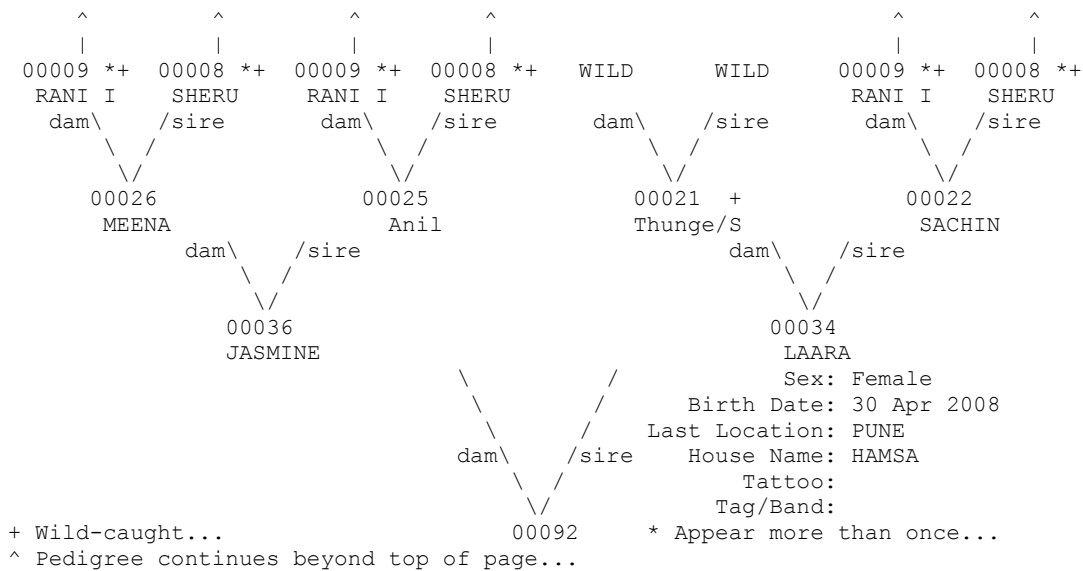 ^ ^ ^ ^ ^ ^
| | | | | |
00009 *+ 00008 *+ 00009 *+ 00008 *+ WILD WILD 00009 *+ 00008 *+
RANI I SHERU RANI I SHERU RANI I SHERU
dam\ /sire dam\ /sire dam\ /sire dam\ /sire
\ / \ / \ / \ /
\/ \/ \/ \/
00026 00025 00021 + 00022
MEENA Anil Thunge/S SACHIN
dam\ /sire dam\ /sire
\ / \ /
\/ \/
00036 00034
JASMINE LAARA
\ / Sex: Female
\ / Birth Date: 30 Apr 2008
\ / Last Location: PUNE
dam\ /sire House Name: HAMSA
\ / Tattoo:
\/ Tag/Band:
+ Wild-caught... 00092 * Appear more than once...
^ Pedigree continues beyond top of page...